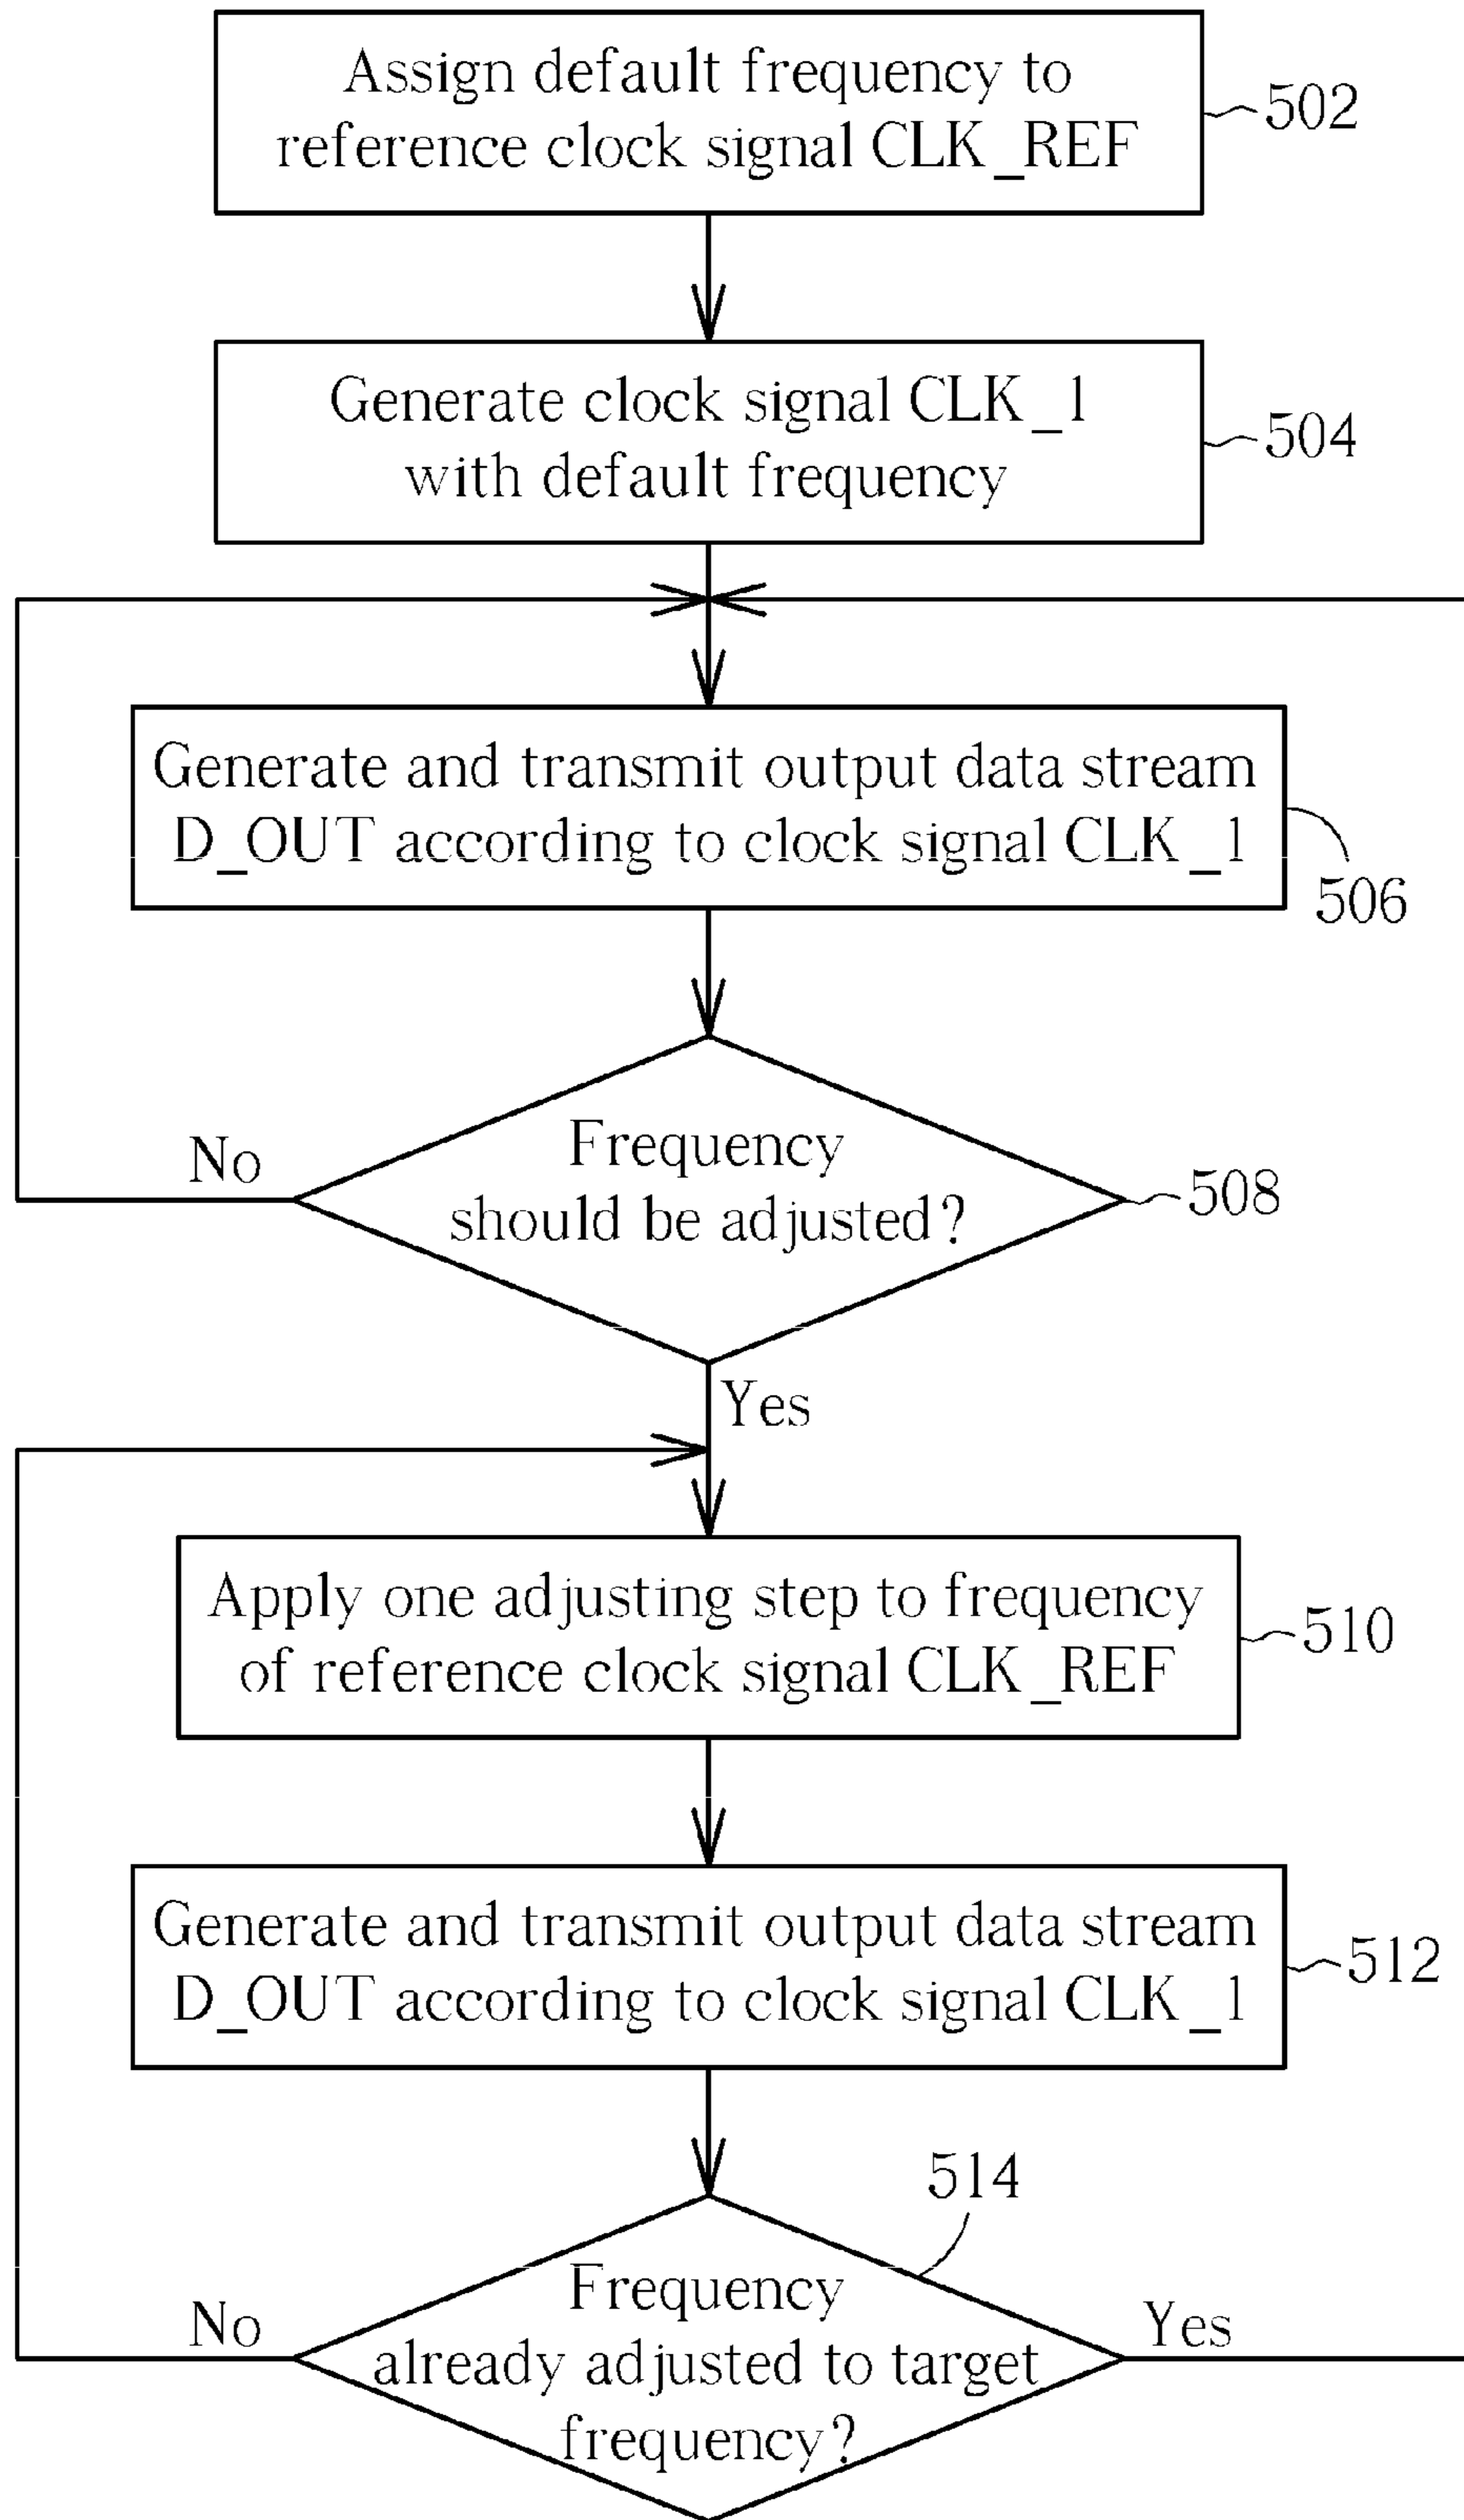 Assign default frequency to
reference clock signal CLK_REF
502
Generate clock signal CLK_1
with default frequency
504
Generate and transmit output data stream
D_OUT according to clock signal CLK_1
506
Frequency
should be adjusted?
508
No
Yes
Apply one adjusting step to frequency
of reference clock signal CLK_REF
510
Generate and transmit output data stream
D_OUT according to clock signal CLK_1
512
514
Frequency
already adjusted to target
frequency?
No
Yes